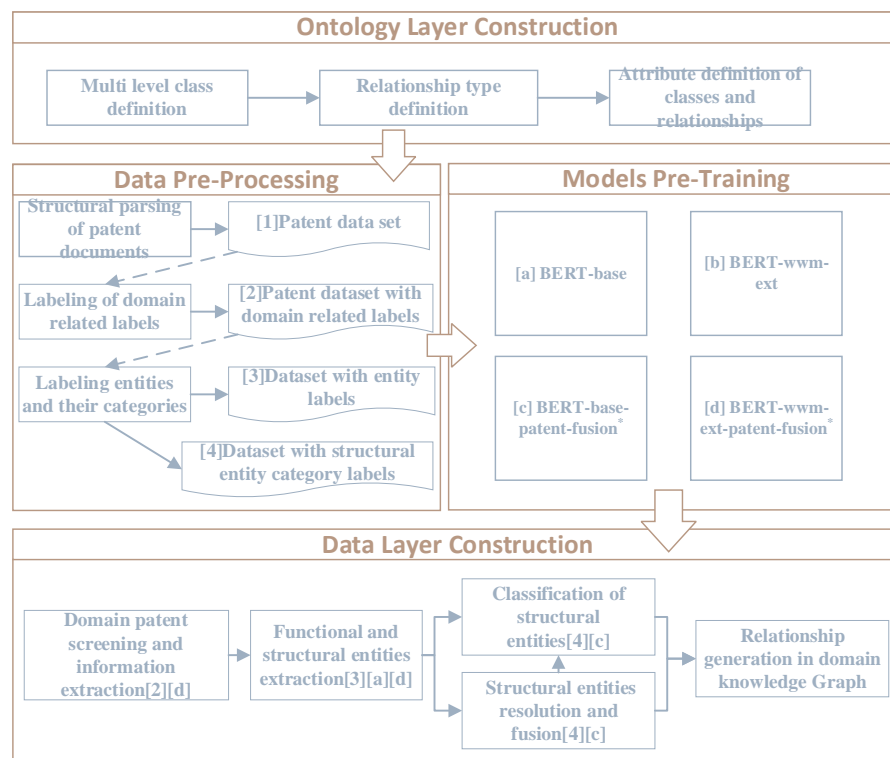 Ontology Layer Construction
Multi level class
definition
Relationship type
definition
Attribute definition of
classes and
relationships
Data Pre-Processing
Structural parsing
of patent
documents
[1]Patent data set
Labeling of domain
related labels
[2]Patent dataset with
domain related labels
Labeling entities
and their categories
[3]Dataset with entity
labels
[4]Dataset with structural
entity category labels
Models Pre-Training
[a] BERT-base
[b] BERT-wwm-
ext
[c] BERT-base-
patent-fusion*
[d] BERT-wwm-
ext-patent-fusion*
Data Layer Construction
Domain patent
screening and
information
extraction[2][d]
Functional and
structural entities
extraction[3][a][d]
Classification of
structural
entities[4][c]
Structural entities
resolution and
fusion[4][c]
Relationship
generation in domain
knowledge Graph